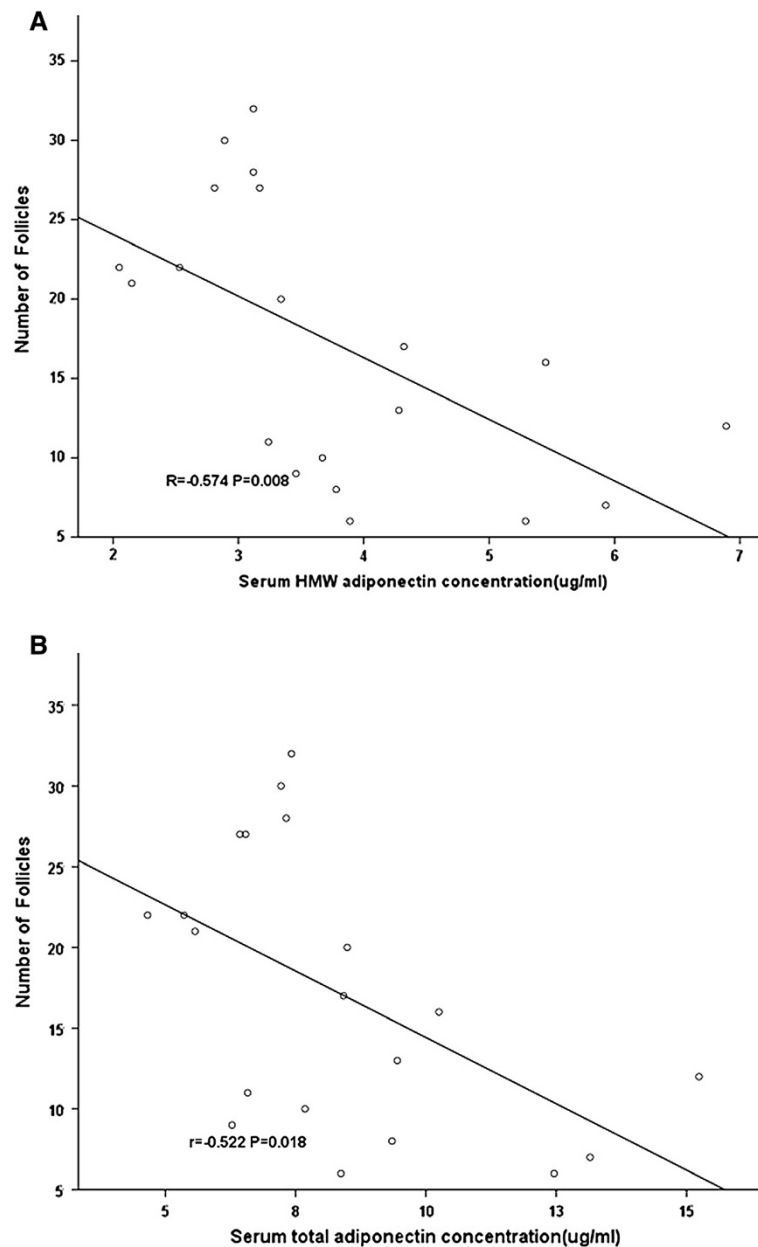 A
35
30
25
20
15
10
5
Number of Follicles
R=-0.574 P=0.008
2 3 4 5 6 7
Serum HMW adiponectin concentration(ug/ml)
B
35
30
25
20
15
10
5
Number of Follicles
r=-0.522 P=0.018
5 8 10 13 15
Serum total adiponectin concentration(ug/ml)